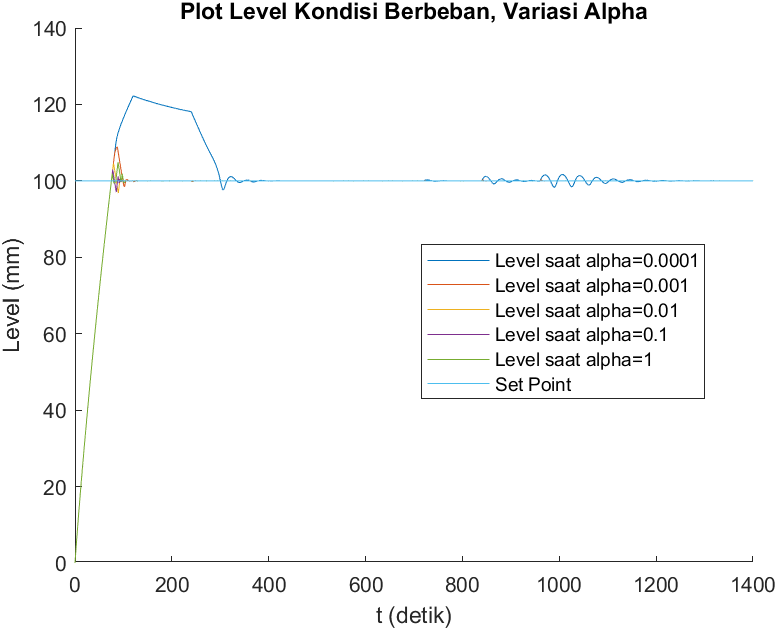 Plot Level Kondisi Berbeban, Variasi Alpha
140
120
100
80
60
40
20
0
Level (mm)
Level saat alpha=0.0001
Level saat alpha=0.001
Level saat alpha=0.01
Level saat alpha=0.1
Level saat alpha=1
Set Point
0 200 400 600 800 1000 1200 1400
t (detik)